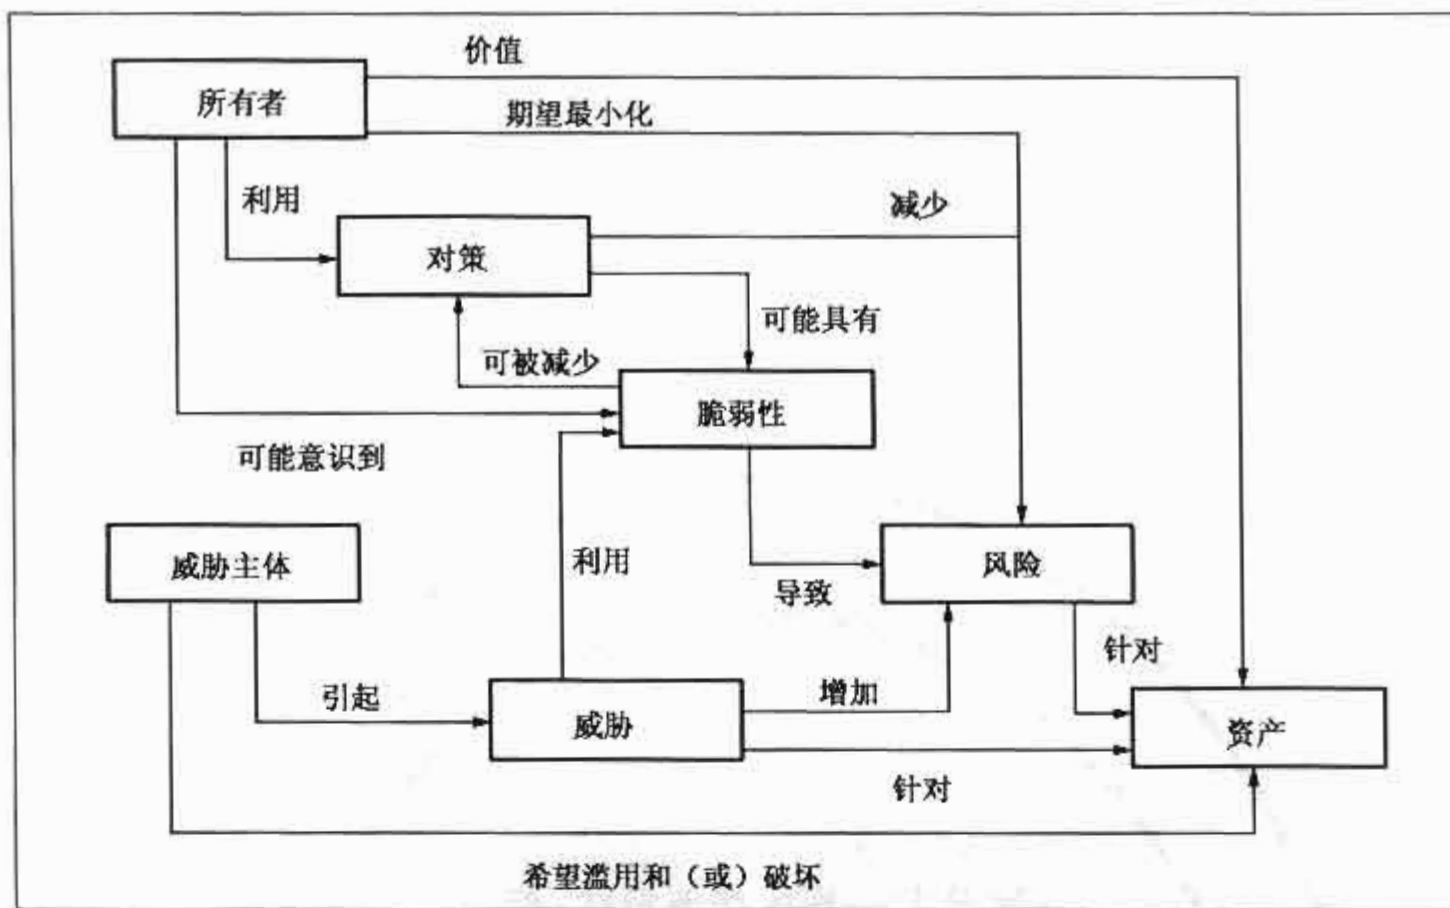 价值
所有者
期望最小化
利用
减少
对策
可能具有
可被减少
脆弱性
可能意识到
威胁主体
利用
风险
导致
针对
引起
增加
威胁
资产
针对
希望滥用和（或）破坏